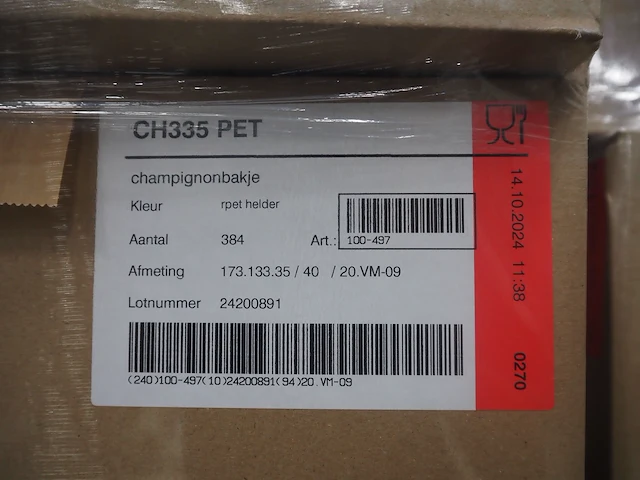 CH335 PET
champignonbakje
Kleur rpet helder
Aantal 384 Art.: 100-497
Afmeting 173.133.35 / 40 / 20.VM-09
Lotnummer 24200891
(240)100-497(10)24200891(94)20.VM-09
14.10.2024 11:38
0270